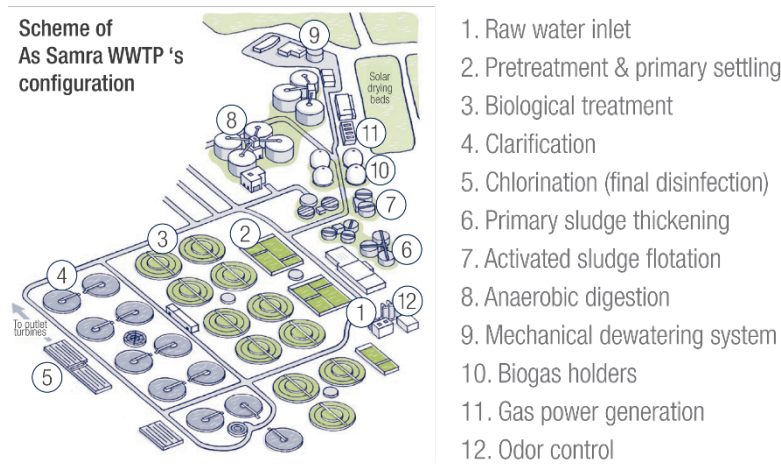 Scheme of
As Samra WWTP 's
configuration
9
Solar
drying
beds
8
11
10
7
3
2
6
4
1
12
To outlet
turbines
5
1. Raw water inlet
2. Pretreatment & primary settling
3. Biological treatment
4. Clarification
5. Chlorination (final disinfection)
6. Primary sludge thickening
7. Activated sludge flotation
8. Anaerobic digestion
9. Mechanical dewatering system
10. Biogas holders
11. Gas power generation
12. Odor control